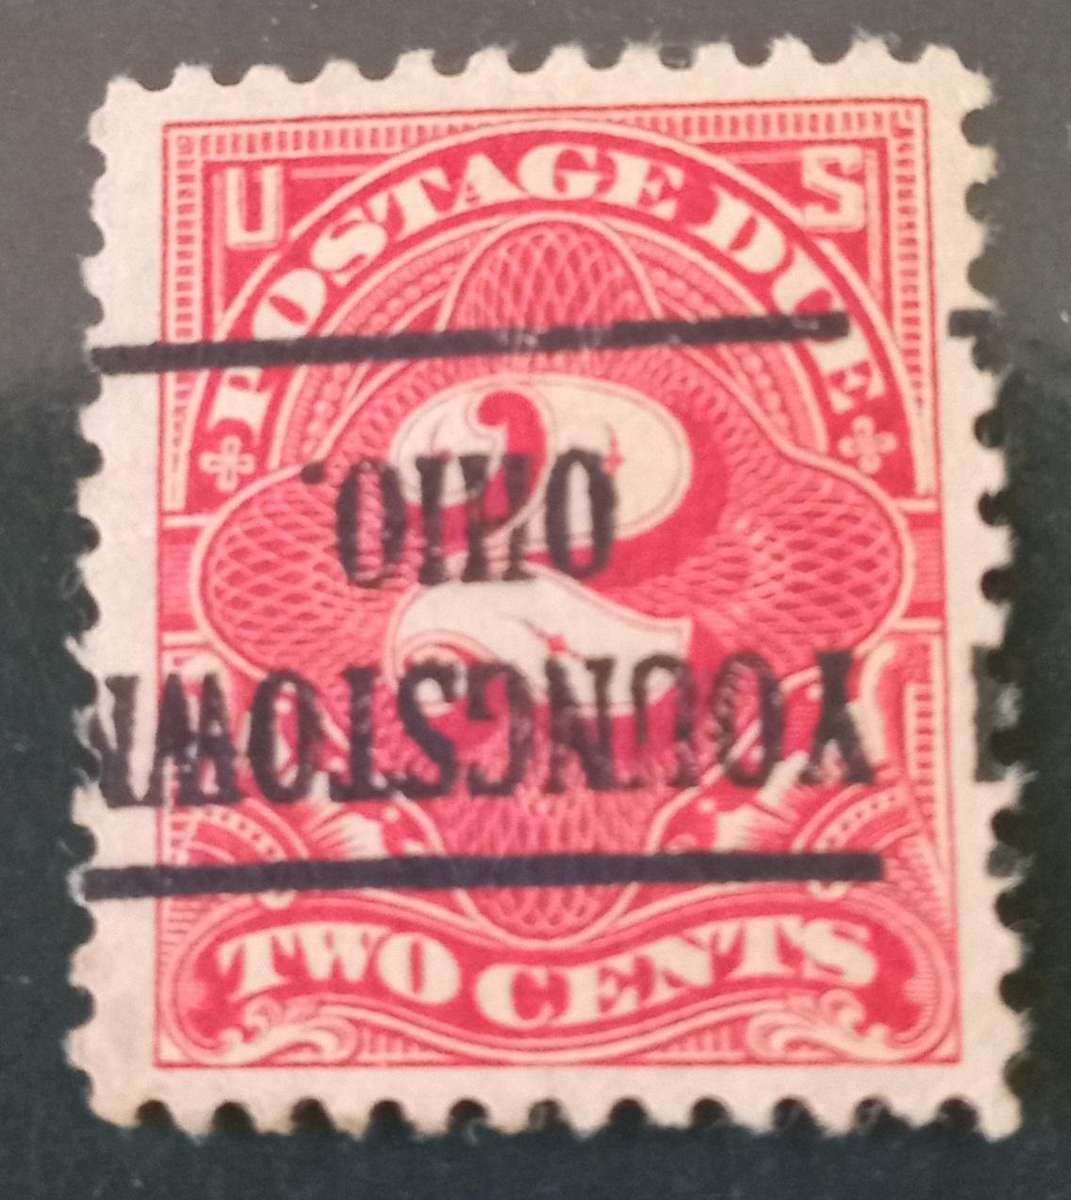 U S
POSTAGE DUE
2
TWO CENTS
YOUNGSTOWN
OHIO.